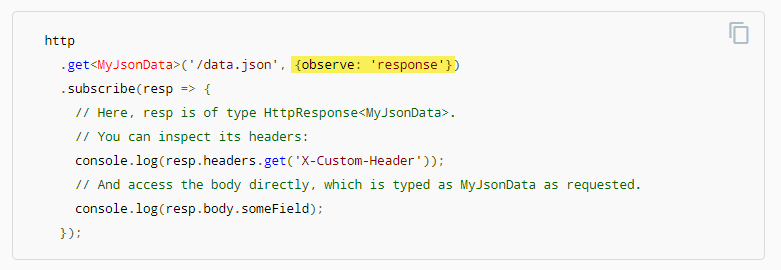 http
.get<MyJsonData>('/data.json', {observe: 'response'})
.subscribe(resp => {
// Here, resp is of type HttpResponse<MyJsonData>.
// You can inspect its headers:
console.log(resp.headers.get('X-Custom-Header'));
// And access the body directly, which is typed as MyJsonData as requested.
console.log(resp.body.someField);
});